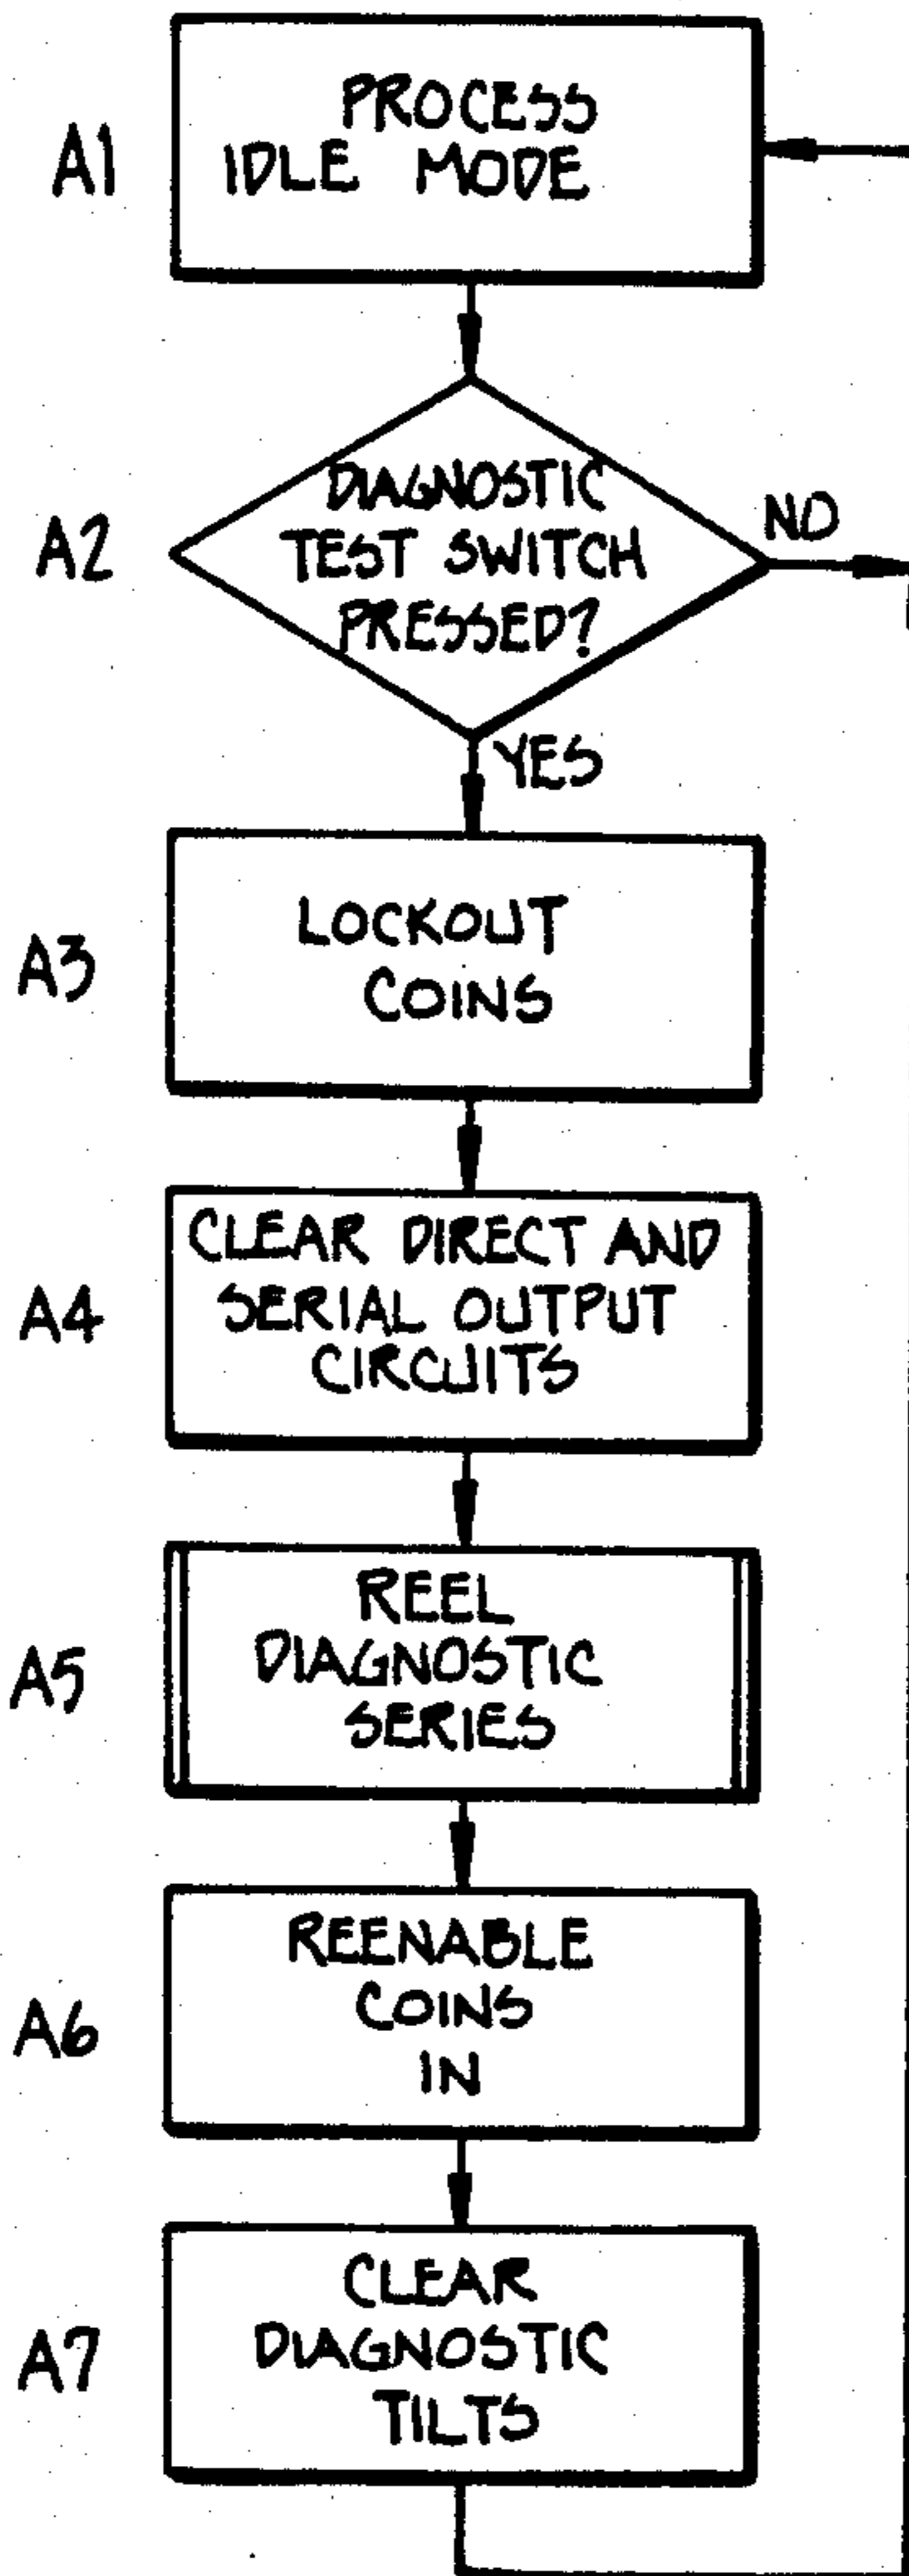 A1
PROCESS
IDLE MODE
A2
DIAGNOSTIC
TEST SWITCH
PRESSED?
NO
YES
A3
LOCKOUT
COINS
A4
CLEAR DIRECT AND
SERIAL OUTPUT
CIRCUITS
A5
REEL
DIAGNOSTIC
SERIES
A6
REENABLE
COINS
IN
A7
CLEAR
DIAGNOSTIC
TILTS